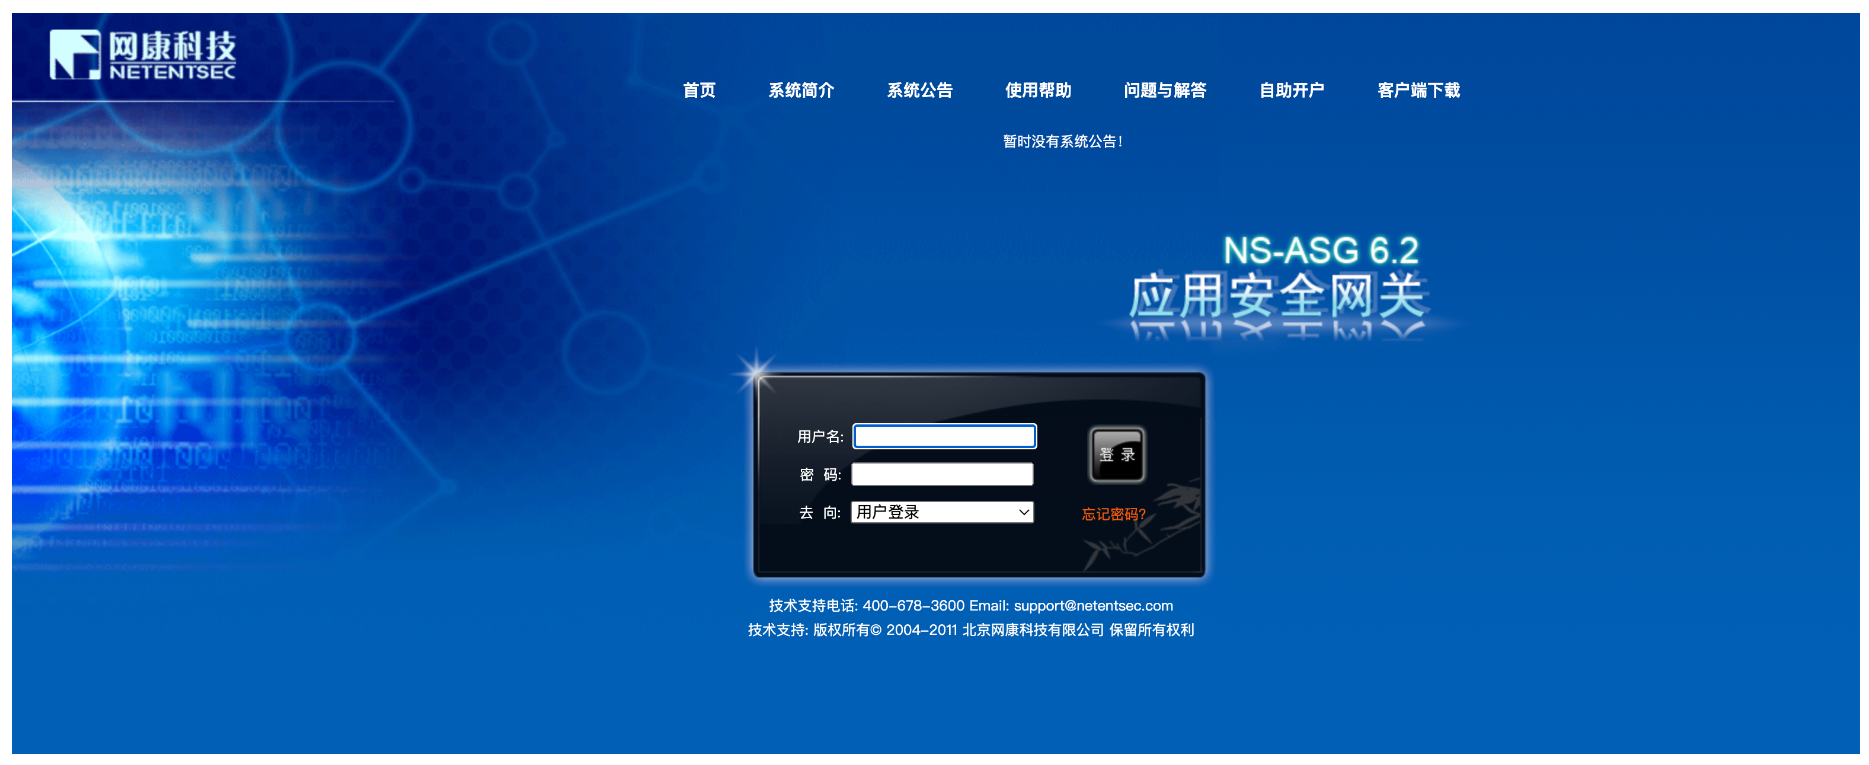 网康科技
NETENTSEC
首页 系统简介 系统公告 使用帮助 问题与解答 自助开户 客户端下载
暂时没有系统公告!
NS-ASG 6.2
应用安全网关
用户名:
登 录
密 码:
去 向: 用户登录
忘记密码?
技术支持电话: 400-678-3600 Email: support@netentsec.com
技术支持: 版权所有© 2004-2011 北京网康科技有限公司 保留所有权利